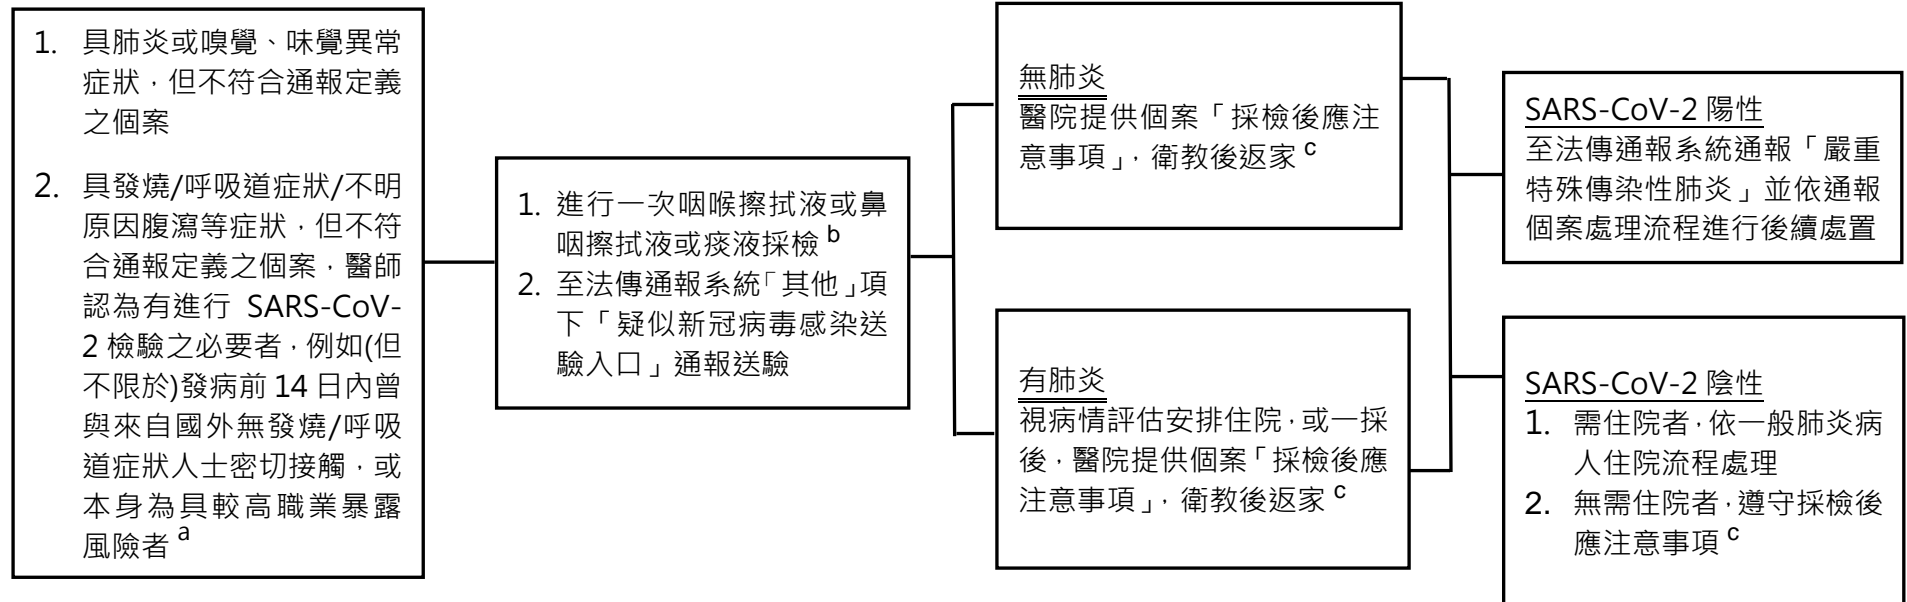 1. 具肺炎或嗅覺、味覺異常
症狀，但不符合通報定義
之個案
2. 具發燒/呼吸道症狀/不明
原因腹瀉等症狀，但不符
合通報定義之個案，醫師
認為有進行 SARS-CoV-
2 檢驗之必要者，例如(但
不限於)發病前 14 日內曾
與來自國外無發燒/呼吸
道症狀人士密切接觸，或
本身為具較高職業暴露
風險者 a
1. 進行一次咽喉擦拭液或鼻
咽擦拭液或痰液採檢 b
2. 至法傳通報系統「其他」項
下「疑似新冠病毒感染送
驗入口」通報送驗
無肺炎
醫院提供個案「採檢後應注
意事項」，衛教後返家 c
有肺炎
視病情評估安排住院，或一採
後，醫院提供個案「採檢後應
注意事項」，衛教後返家 c
SARS-CoV-2 陽性
至法傳通報系統通報「嚴重
特殊傳染性肺炎」並依通報
個案處理流程進行後續處置
SARS-CoV-2 陰性
1. 需住院者，依一般肺炎病
人住院流程處理
2. 無需住院者，遵守採檢後
應注意事項 c